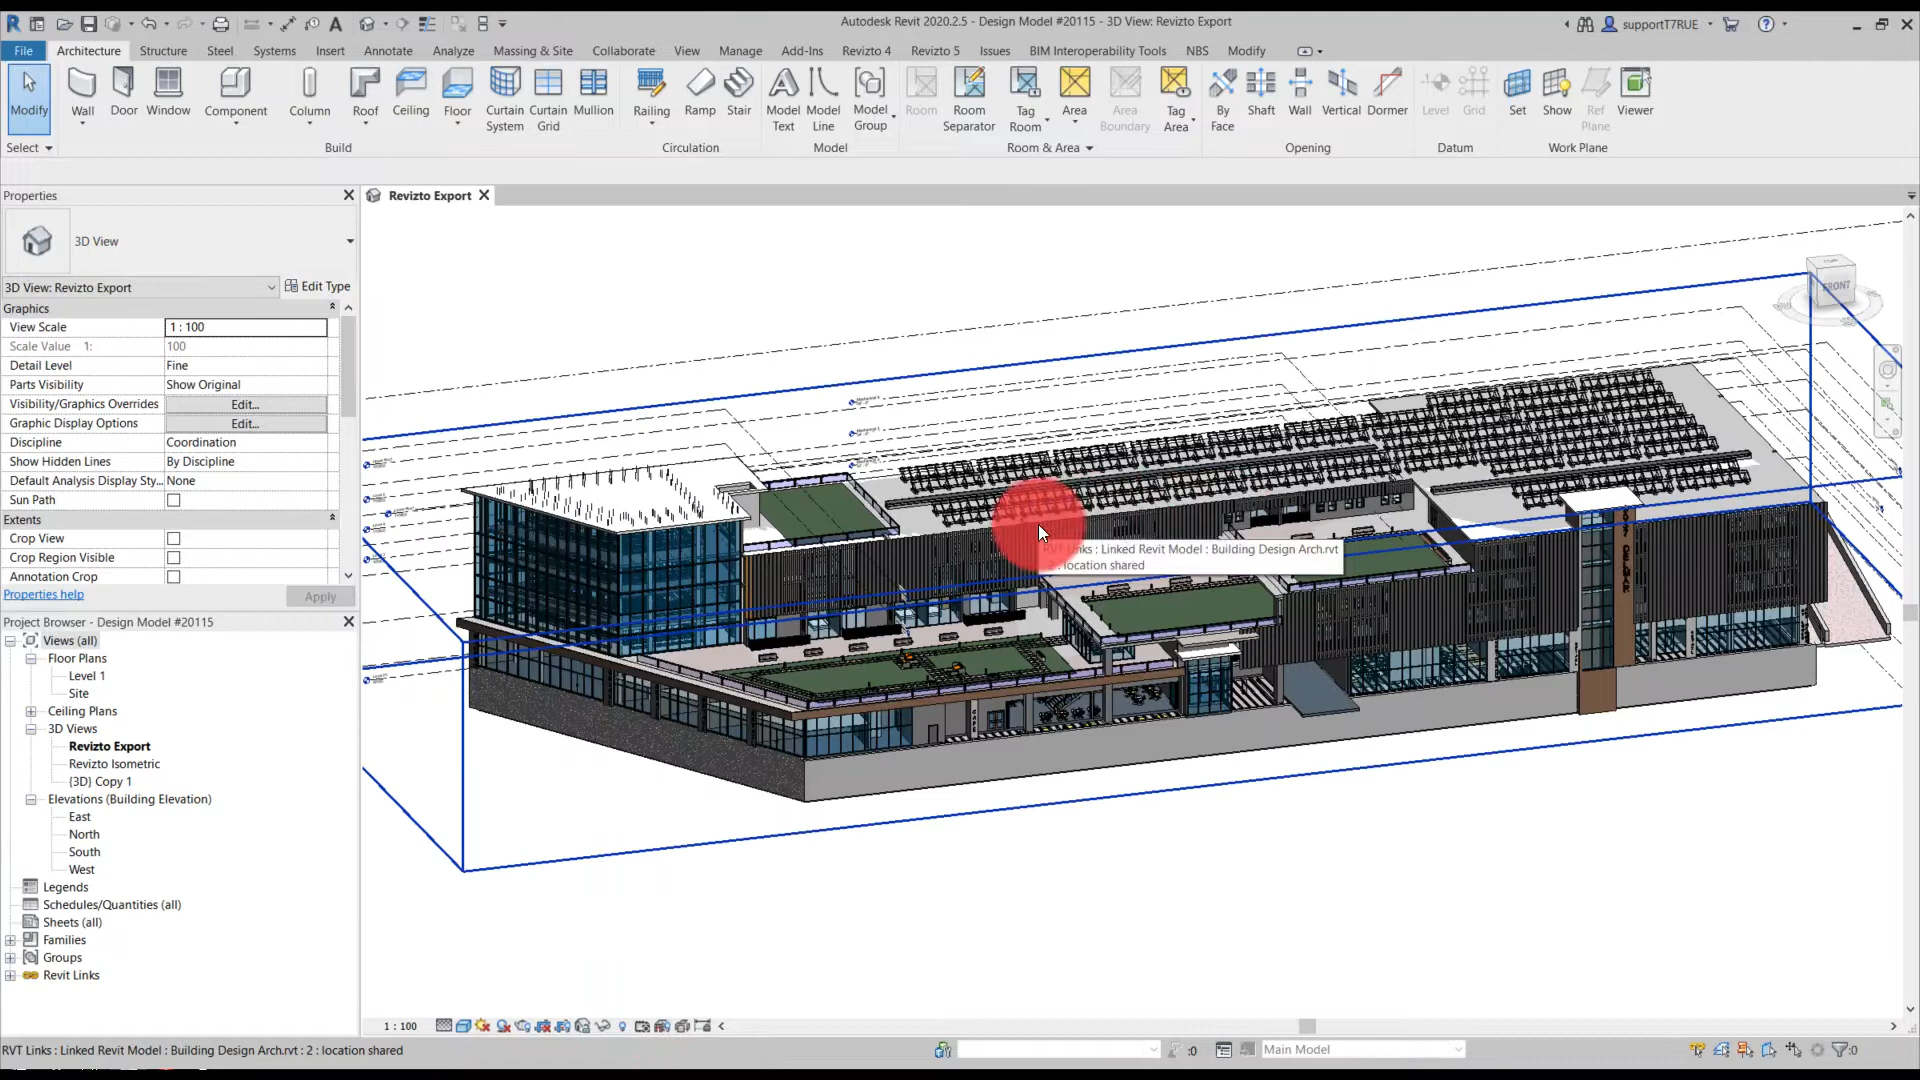 Autodesk Revit 2020.2.5 - Design Model #20115 - 3D View: Revizto Export
supportT7RUE
File Architecture Structure Steel Systems Insert Annotate Analyze Massing & Site Collaborate View Manage Add-Ins Revizto 4 Revizto 5 Issues BIM Interoperability Tools NBS Modify
Modify Wall Door Window Component Column Roof Ceiling Floor Curtain System Curtain Grid Mullion Railing Ramp Stair Model Text Model Line Model Group Room Room Separator Tag Room Area Area Boundary Tag Area By Face Shaft Wall Vertical Dormer Level Grid Set Show Ref Plane Viewer
Select Build Circulation Model Room & Area Opening Datum Work Plane
Properties
Revizto Export
3D View
3D View: Revizto Export Edit Type
Graphics
View Scale 1 : 100
Scale Value 1: 100
Detail Level Fine
Parts Visibility Show Original
Visibility/Graphics Overrides Edit...
Graphic Display Options Edit...
Discipline Coordination
Show Hidden Lines By Discipline
Default Analysis Display Sty... None
Sun Path
Extents
Crop View
Crop Region Visible
Annotation Crop
Properties help Apply
Project Browser - Design Model #20115
Views (all)
Floor Plans
Level 1
Site
Ceiling Plans
3D Views
Revizto Export
Revizto Isometric
{3D} Copy 1
Elevations (Building Elevation)
East
North
South
West
Legends
Schedules/Quantities (all)
Sheets (all)
Families
Groups
Revit Links
FRONT
RVT Links : Linked Revit Model : Building Design Arch.rvt
: location shared
1 : 100
RVT Links : Linked Revit Model : Building Design Arch.rvt : 2 : location shared
:0
Main Model
:0